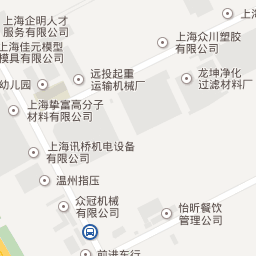 上海企明人才
服务有限公司
上海佳元模型
模具有限公司
上海众川塑胶
有限公司
远投起重
运输机械厂
龙坤净化
过滤材料厂
幼儿园
上海挚富高分子
材料有限公司
上海讯桥机电设备
有限公司
温州指压
众冠机械
有限公司
怡昕餐饮
管理公司
前进车行